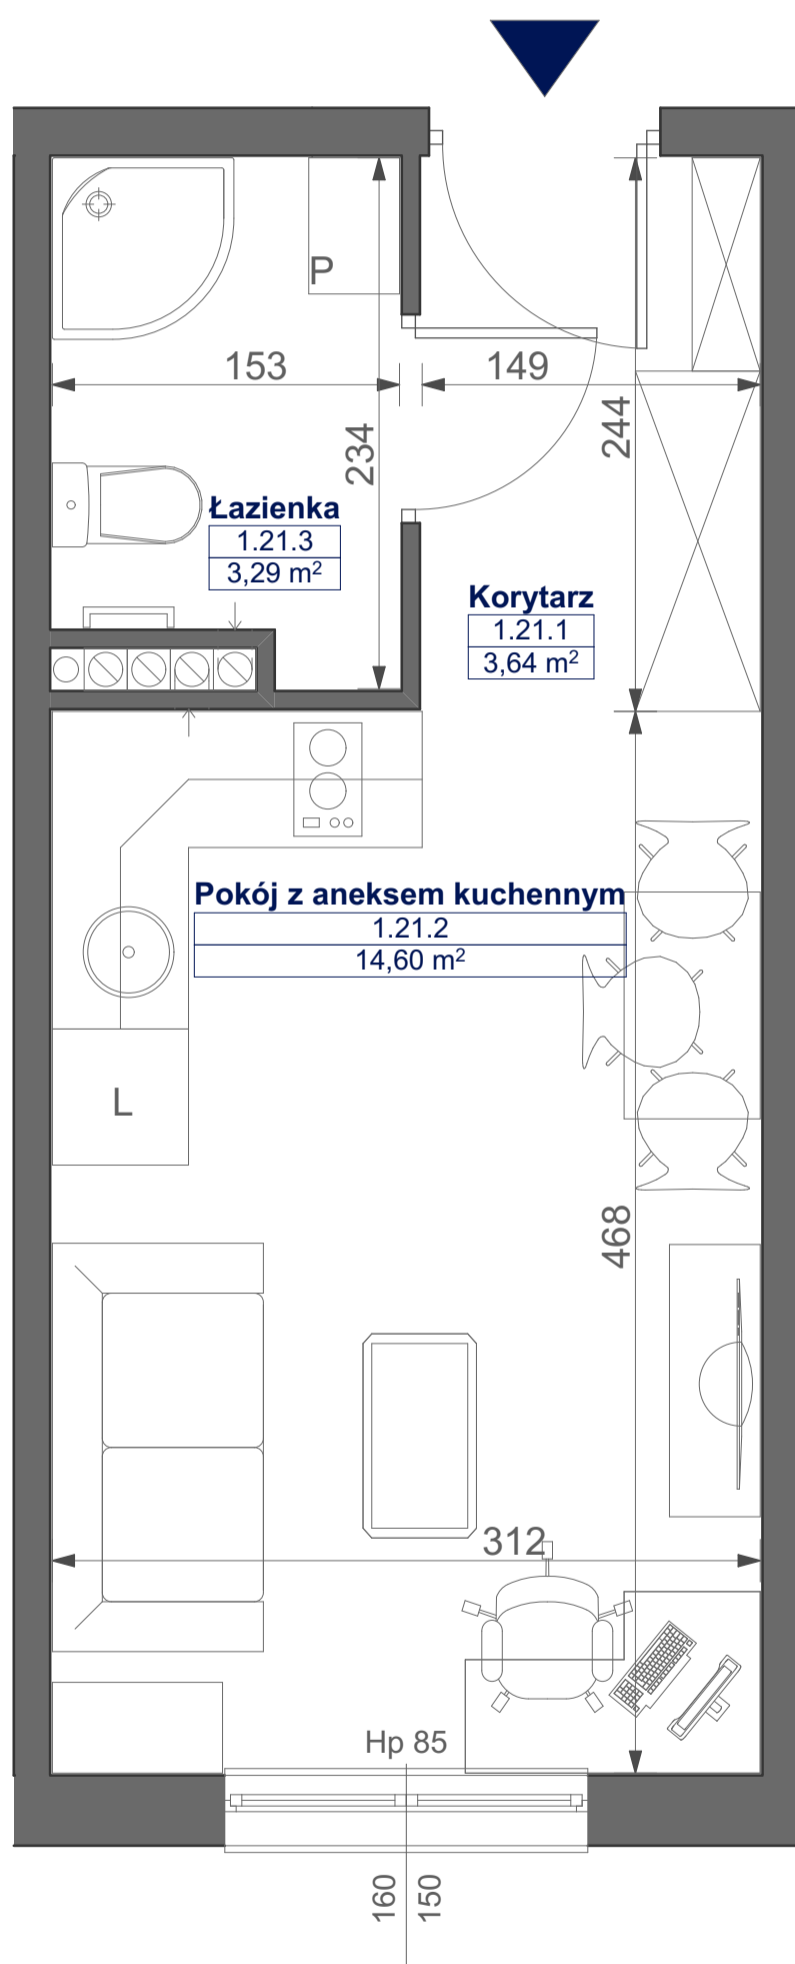 P
153
149
234
244
Łazienka
1.21.3
3,29 m²
Korytarz
1.21.1
3,64 m²
Pokój z aneksem kuchennym
1.21.2
14,60 m²
L
468
312
Hp 85
160
150